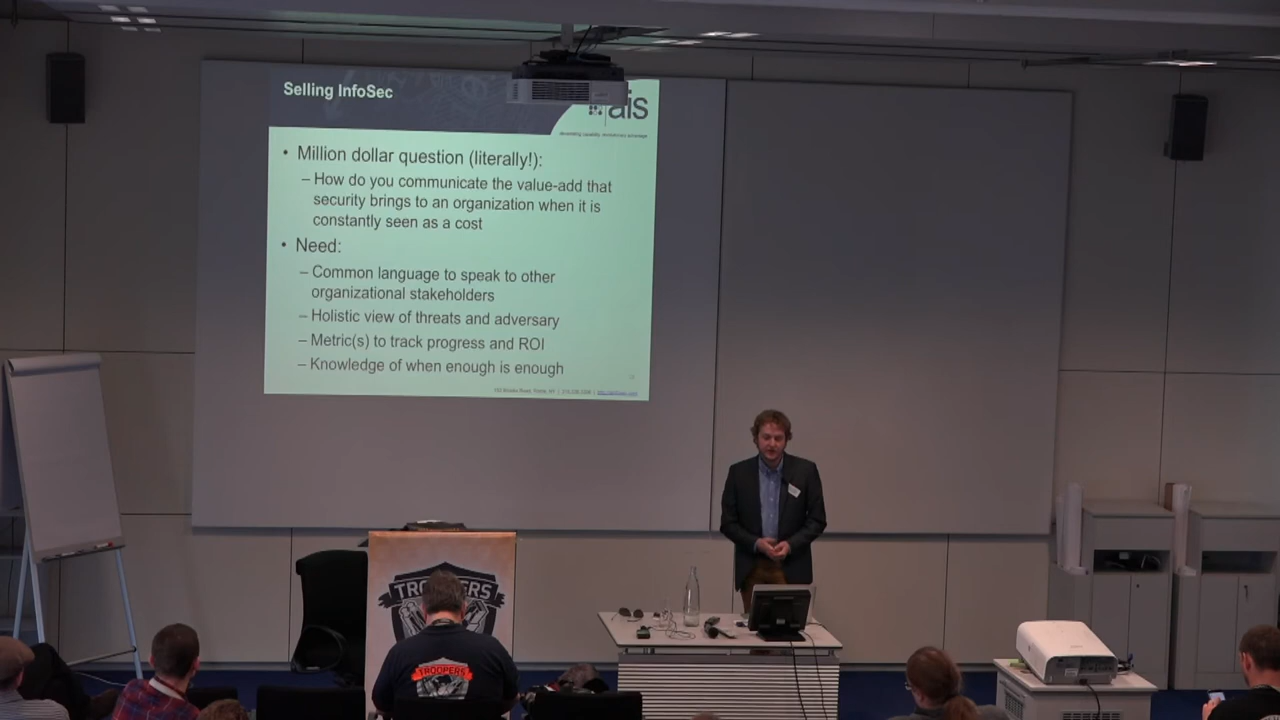 Selling InfoSec
ais
• Million dollar question (literally!):
– How do you communicate the value-add that
security brings to an organization when it is
constantly seen as a cost
• Need:
– Common language to speak to other
organizational stakeholders
– Holistic view of threats and adversary
– Metric(s) to track progress and ROI
– Knowledge of when enough is enough
TROOPERS
TROOPERS